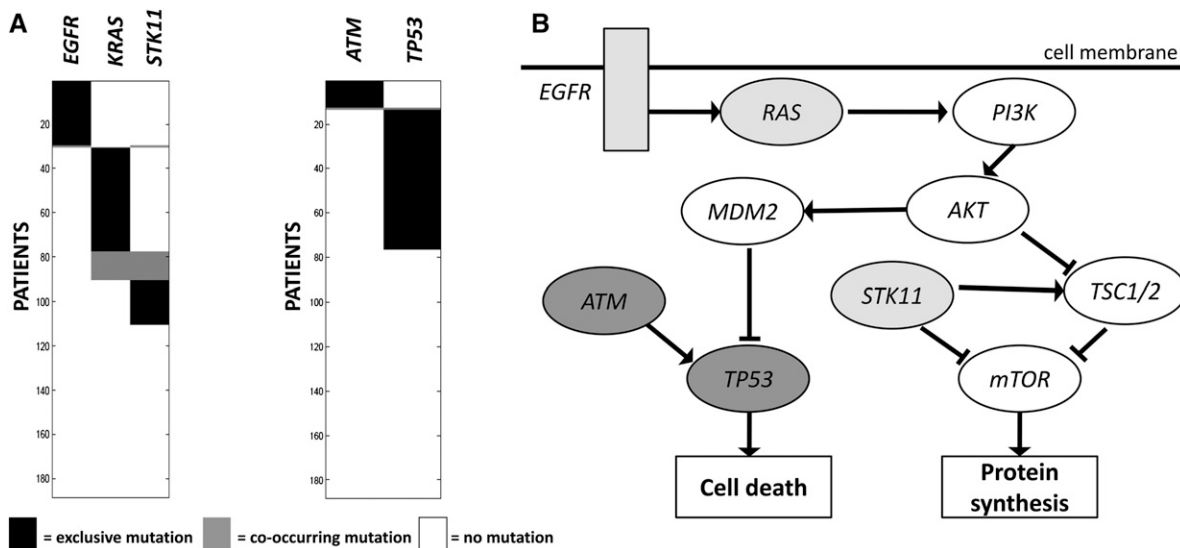 A
EGFR
KRAS
STK11
PATIENTS
20
40
60
80
100
120
140
160
180
ATM
TP53
PATIENTS
20
40
60
80
100
120
140
160
180
= exclusive mutation
= co-occurring mutation
= no mutation
B
cell membrane
EGFR
RAS
PI3K
MDM2
AKT
ATM
STK11
TSC1/2
TP53
mTOR
Cell death
Protein
synthesis